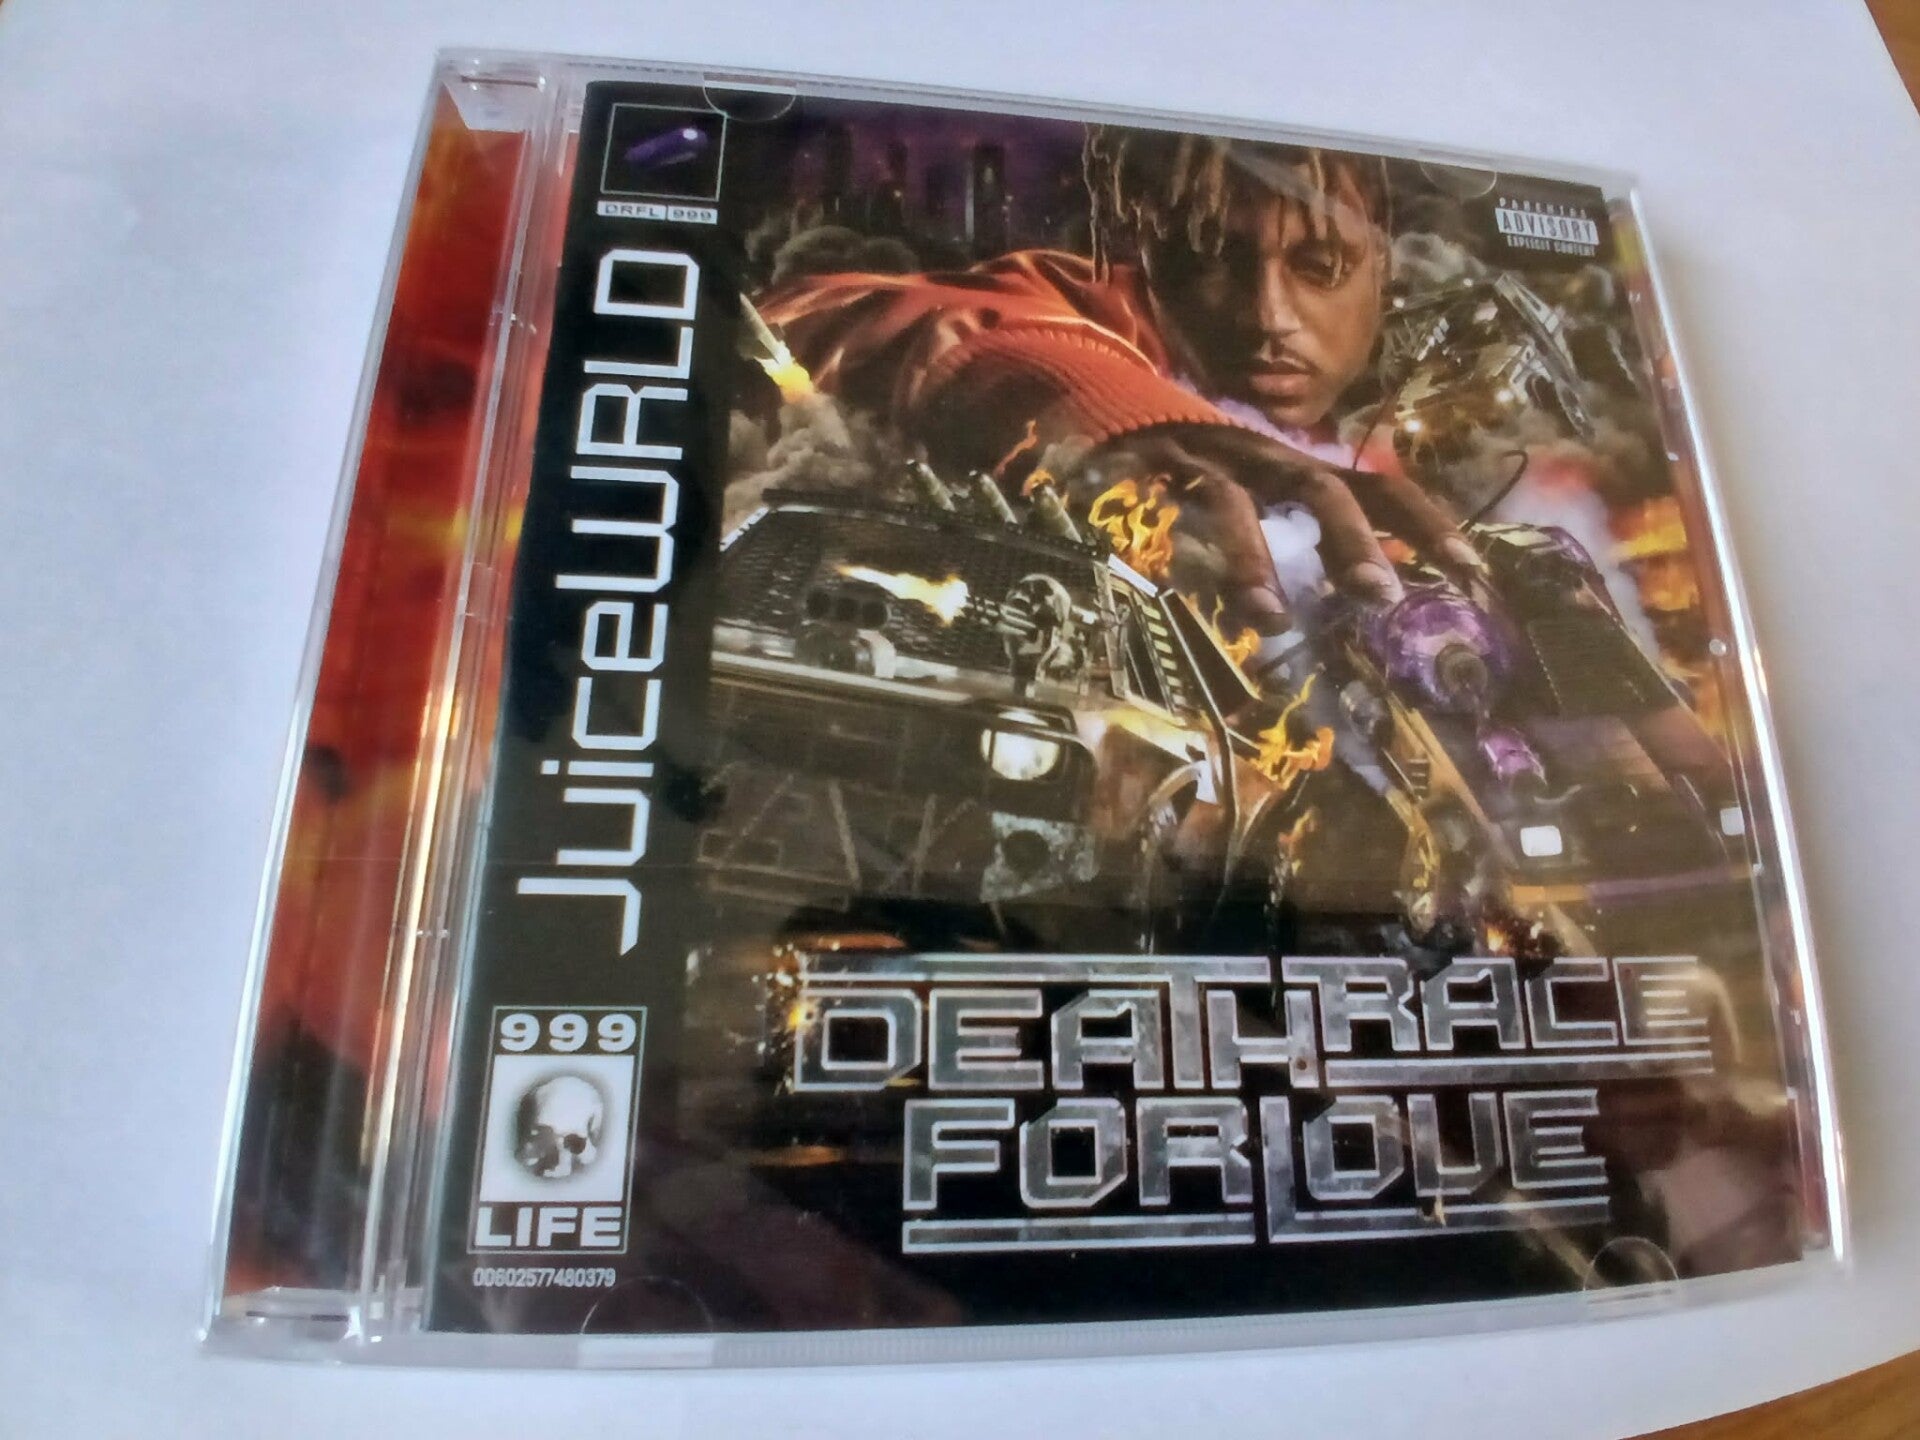 DRFL 999
JuiceWRLD
999
LIFE
00602577480379
PARENTAL
ADVISORY
EXPLICIT CONTENT
DEATHRACE
FORLOVE